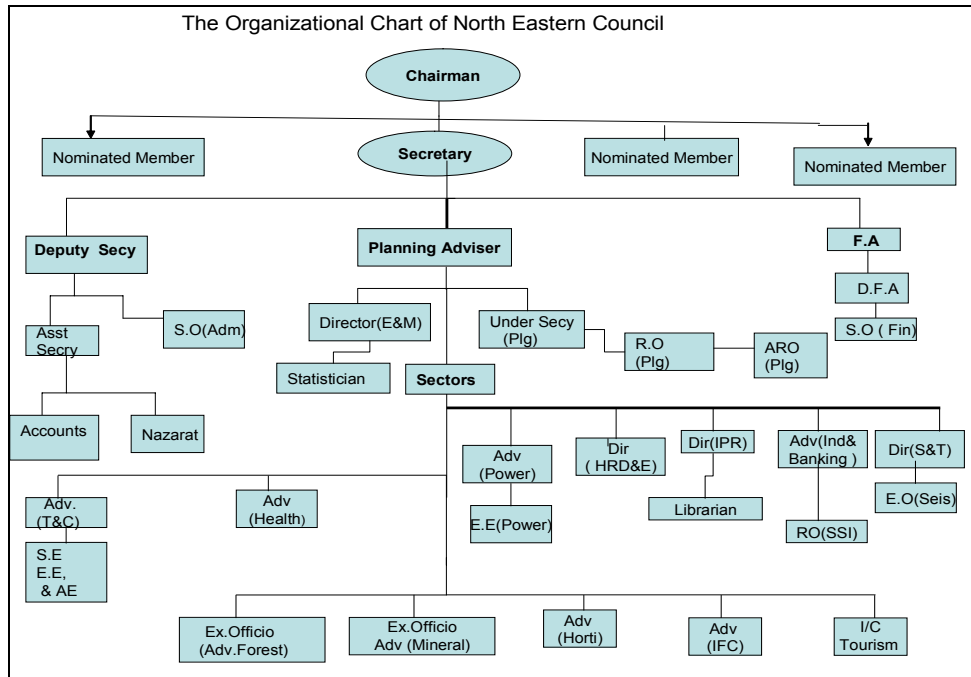 The Organizational Chart of North Eastern Council
Chairman
Nominated Member
Secretary
Nominated Member
Nominated Member
Deputy Secy
Planning Adviser
F.A
D.F.A
S.O ( Fin)
Asst
Secry
S.O(Adm)
Director(E&M)
Under Secy
(Plg)
R.O
(Plg)
ARO
(Plg)
Statistician
Sectors
Accounts
Nazarat
Adv
(Power)
Dir
( HRD&E)
Dir(IPR)
Adv(Ind&
Banking )
Dir(S&T)
E.E(Power)
Librarian
RO(SSI)
E.O(Seis)
Adv.
(T&C)
Adv
(Health)
S.E
E.E,
& AE
Ex.Officio
(Adv.Forest)
Ex.Officio
Adv (Mineral)
Adv
(Horti)
Adv
(IFC)
I/C
Tourism